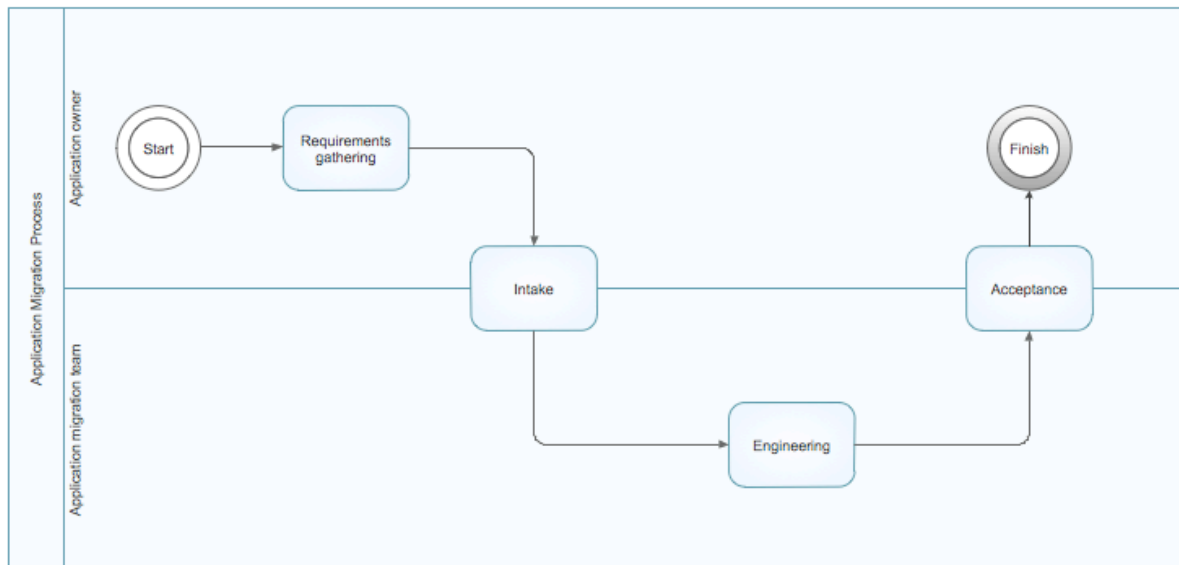 Application Migration Process
Application owner
Start
Requirements
gathering
Finish
Intake
Acceptance
Application migration team
Engineering